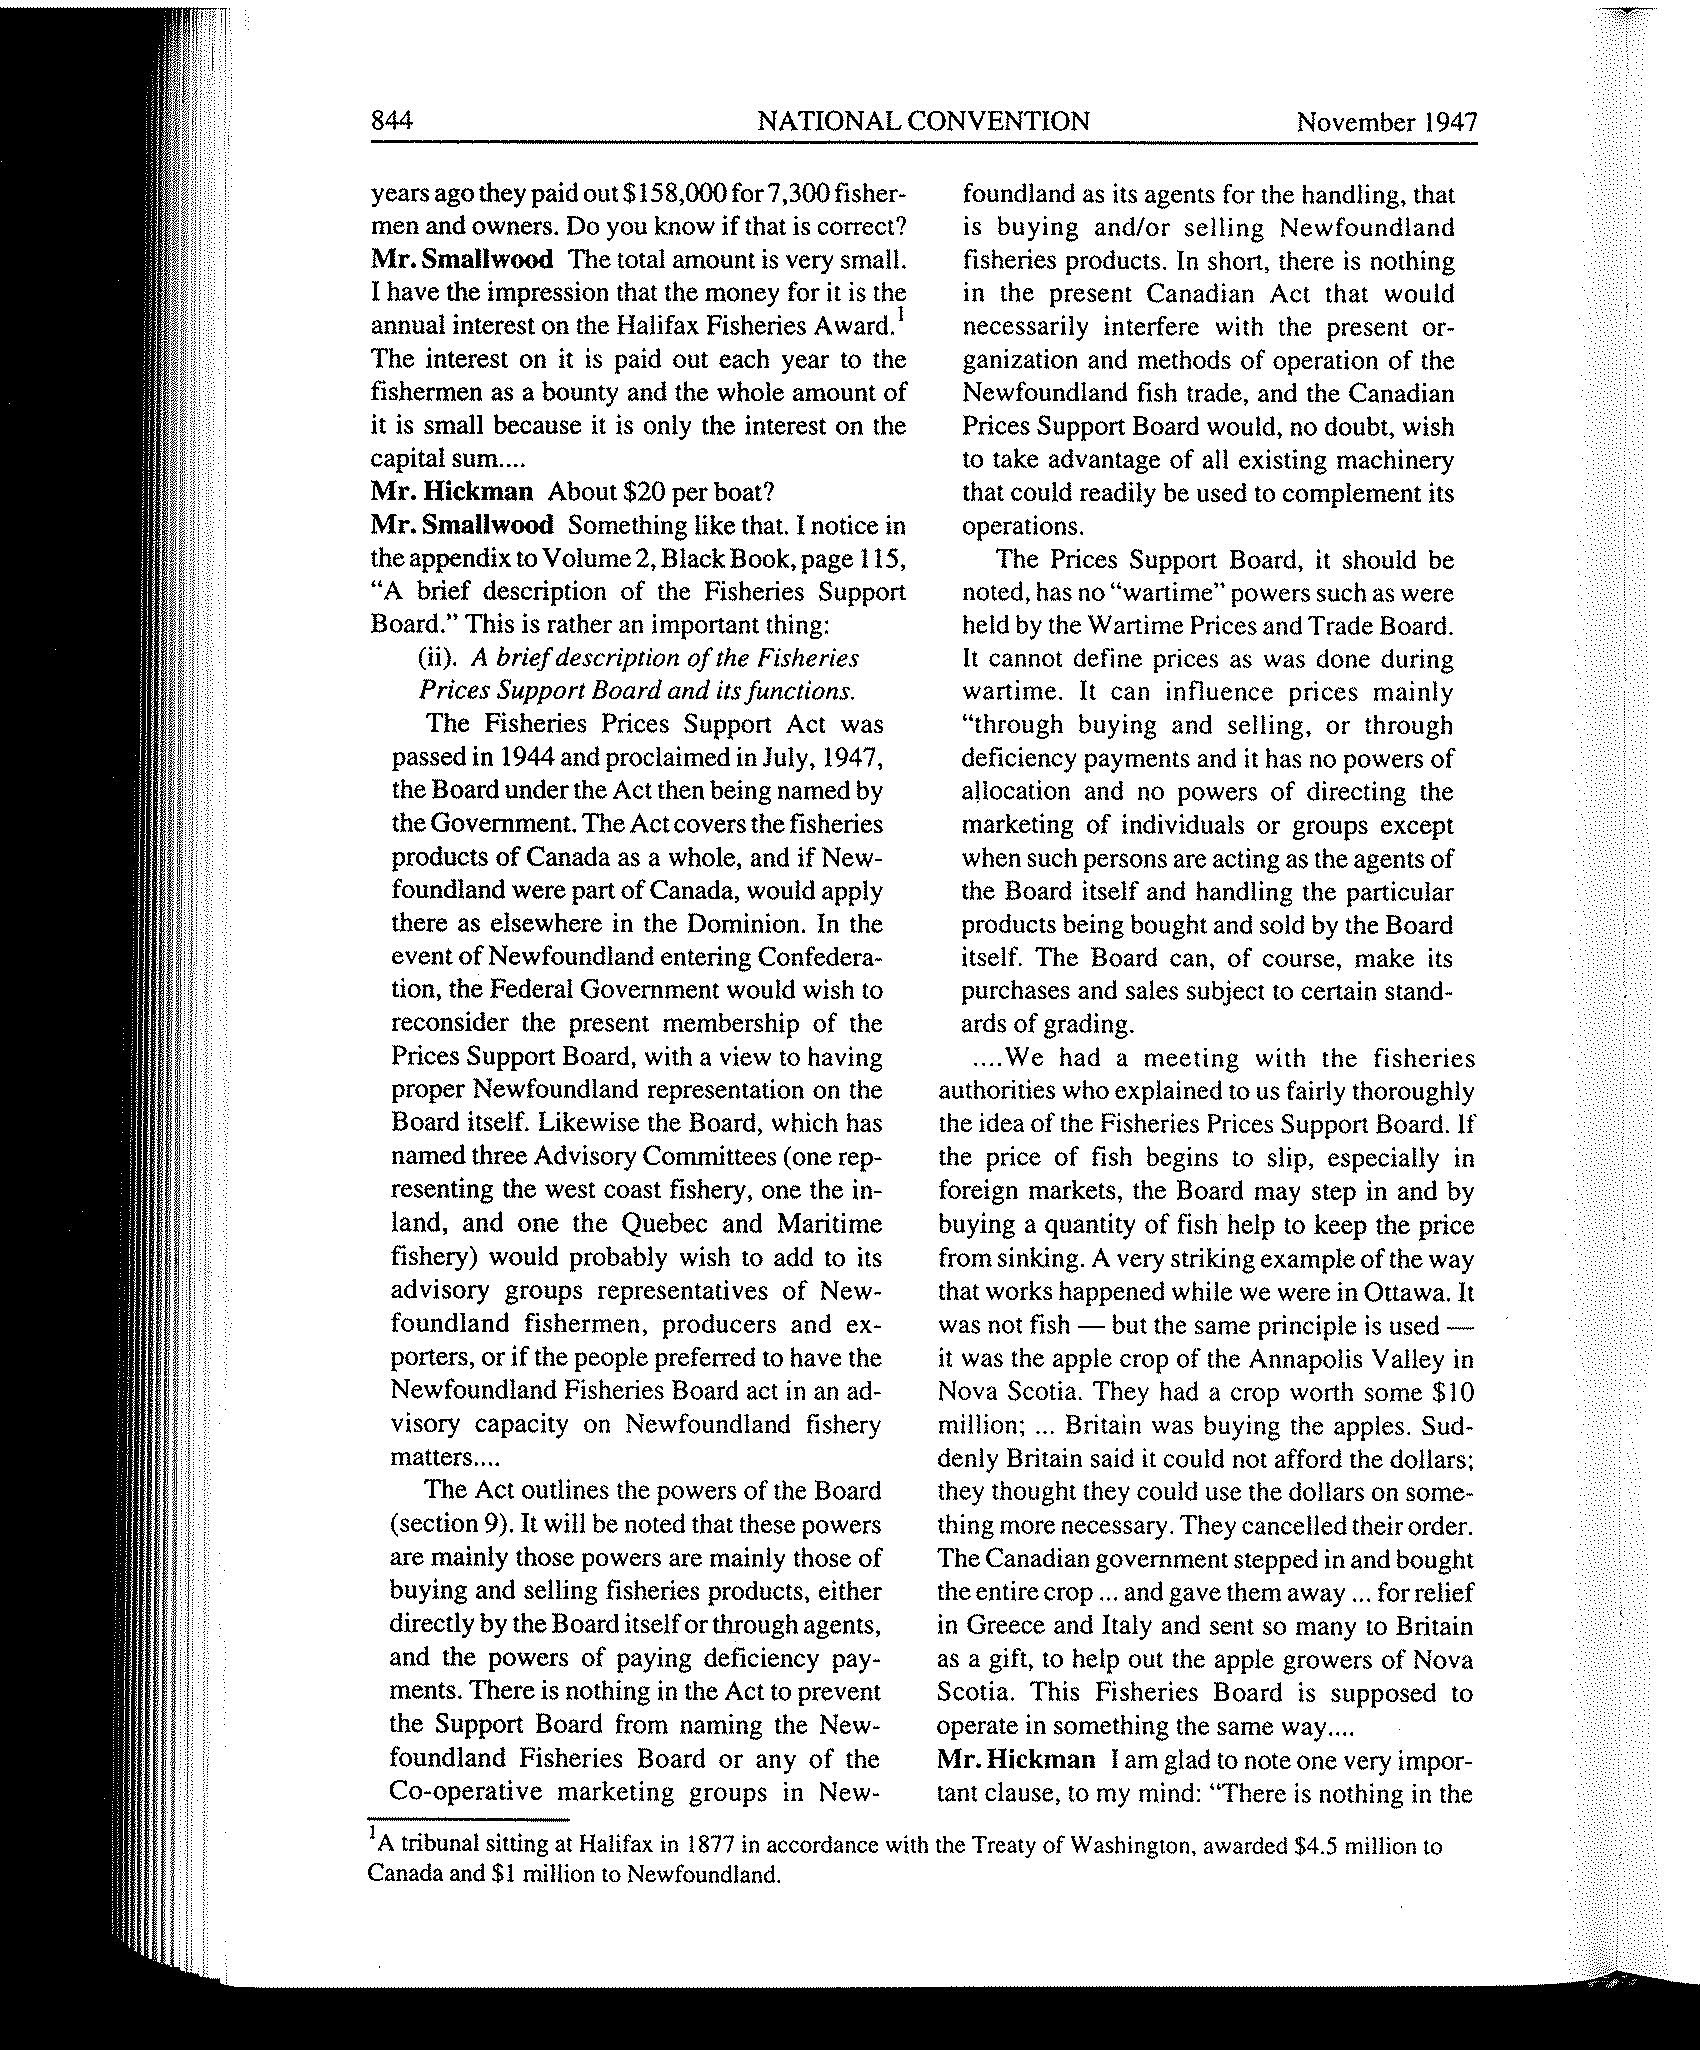 844 NATIONAL CONVENTION November 1947
years ago they paid out $158,000 for 7,300 fisher-
men and owners. Do you know if that is correct?
Mr. Smallwood The total amount is very small.
I have the impression that the money for it is the
annual interest on the Halifax Fisheries Award.1
The interest on it is paid out each year to the
fishermen as a bounty and the whole amount of
it is small because it is only the interest on the
capital sum....
Mr. Hickman About $20 per boat?
Mr. Smallwood Something like that. I notice in
the appendix to Volume 2, Black Book, page 115,
“A brief description of the Fisheries Support
Board.” This is rather an important thing:
(ii). A brief description of the Fisheries
Prices Support Board and its functions.
The Fisheries Prices Support Act was
passed in 1944 and proclaimed in July, 1947,
the Board under the Act then being named by
the Government. The Act covers the fisheries
products of Canada as a whole, and if New-
foundland were part of Canada, would apply
there as elsewhere in the Dominion. In the
event of Newfoundland entering Confedera-
tion, the Federal Government would wish to
reconsider the present membership of the
Prices Support Board, with a view to having
proper Newfoundland representation on the
Board itself. Likewise the Board, which has
named three Advisory Committees (one rep-
resenting the west coast fishery, one the in-
land, and one the Quebec and Maritime
fishery) would probably wish to add to its
advisory groups representatives of New-
foundland fishermen, producers and ex-
porters, or if the people preferred to have the
Newfoundland Fisheries Board act in an ad-
visory capacity on Newfoundland fishery
matters....
The Act outlines the powers of the Board
(section 9). It will be noted that these powers
are mainly those powers are mainly those of
buying and selling fisheries products, either
directly by the Board itself or through agents,
and the powers of paying deficiency pay-
ments. There is nothing in the Act to prevent
the Support Board from naming the New-
foundland Fisheries Board or any of the
Co-operative marketing groups in New-
foundland as its agents for the handling, that
is buying and/or selling Newfoundland
fisheries products. In short, there is nothing
in the present Canadian Act that would
necessarily interfere with the present or-
ganization and methods of operation of the
Newfoundland fish trade, and the Canadian
Prices Support Board would, no doubt, wish
to take advantage of all existing machinery
that could readily be used to complement its
operations.
The Prices Support Board, it should be
noted, has no “wartime” powers such as were
held by the Wartime Prices and Trade Board.
It cannot define prices as was done during
wartime. It can influence prices mainly
“through buying and selling, or through
deficiency payments and it has no powers of
allocation and no powers of directing the
marketing of individuals or groups except
when such persons are acting as the agents of
the Board itself and handling the particular
products being bought and sold by the Board
itself. The Board can, of course, make its
purchases and sales subject to certain stand-
ards of grading.
....We had a meeting with the fisheries
authorities who explained to us fairly thoroughly
the idea of the Fisheries Prices Support Board. If
the price of fish begins to slip, especially in
foreign markets, the Board may step in and by
buying a quantity of fish help to keep the price
from sinking. A very striking example of the way
that works happened while we were in Ottawa. It
was not fish — but the same principle is used —
it was the apple crop of the Annapolis Valley in
Nova Scotia. They had a crop worth some $10
million; ... Britain was buying the apples. Sud-
denly Britain said it could not afford the dollars;
they thought they could use the dollars on some-
thing more necessary. They cancelled their order.
The Canadian government stepped in and bought
the entire crop ... and gave them away ... for relief
in Greece and Italy and sent so many to Britain
as a gift, to help out the apple growers of Nova
Scotia. This Fisheries Board is supposed to
operate in something the same way....
Mr. Hickman I am glad to note one very impor-
tant clause, to my mind: “There is nothing in the
1A tribunal sitting at Halifax in 1877 in accordance with the Treaty of Washington, awarded $4.5 million to
Canada and $1 million to Newfoundland.